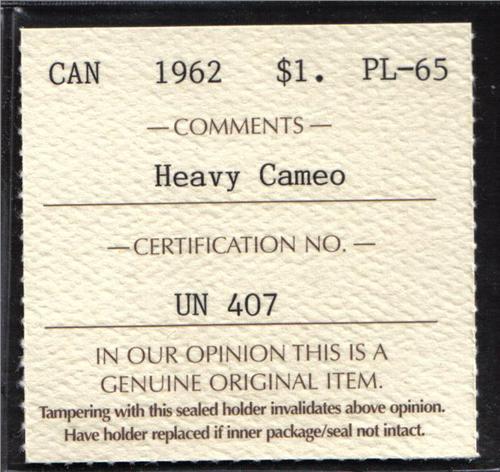 CAN 1962 $1. PL-65
—COMMENTS—
Heavy Cameo
—CERTIFICATION NO.—
UN 407
IN OUR OPINION THIS IS A
GENUINE ORIGINAL ITEM.
Tampering with this sealed holder invalidates above opinion.
Have holder replaced if inner package/seal not intact.